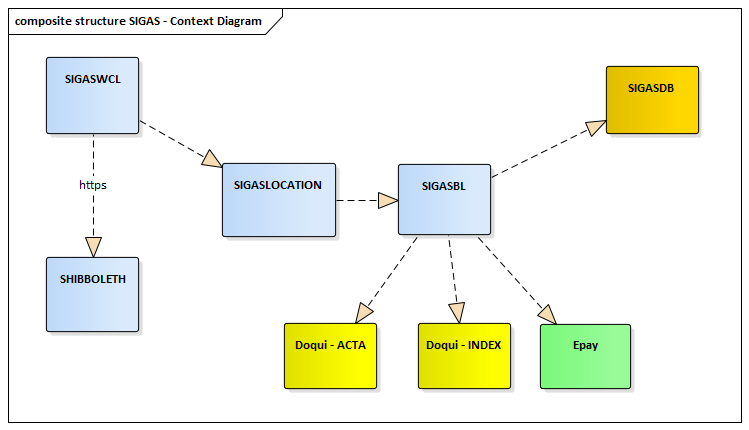 composite structure SIGAS - Context Diagram
SIGASWCL
SIGASDB
https
SIGASLOCATION
SIGASBL
SHIBBOLETH
Doqui - ACTA
Doqui - INDEX
Epay